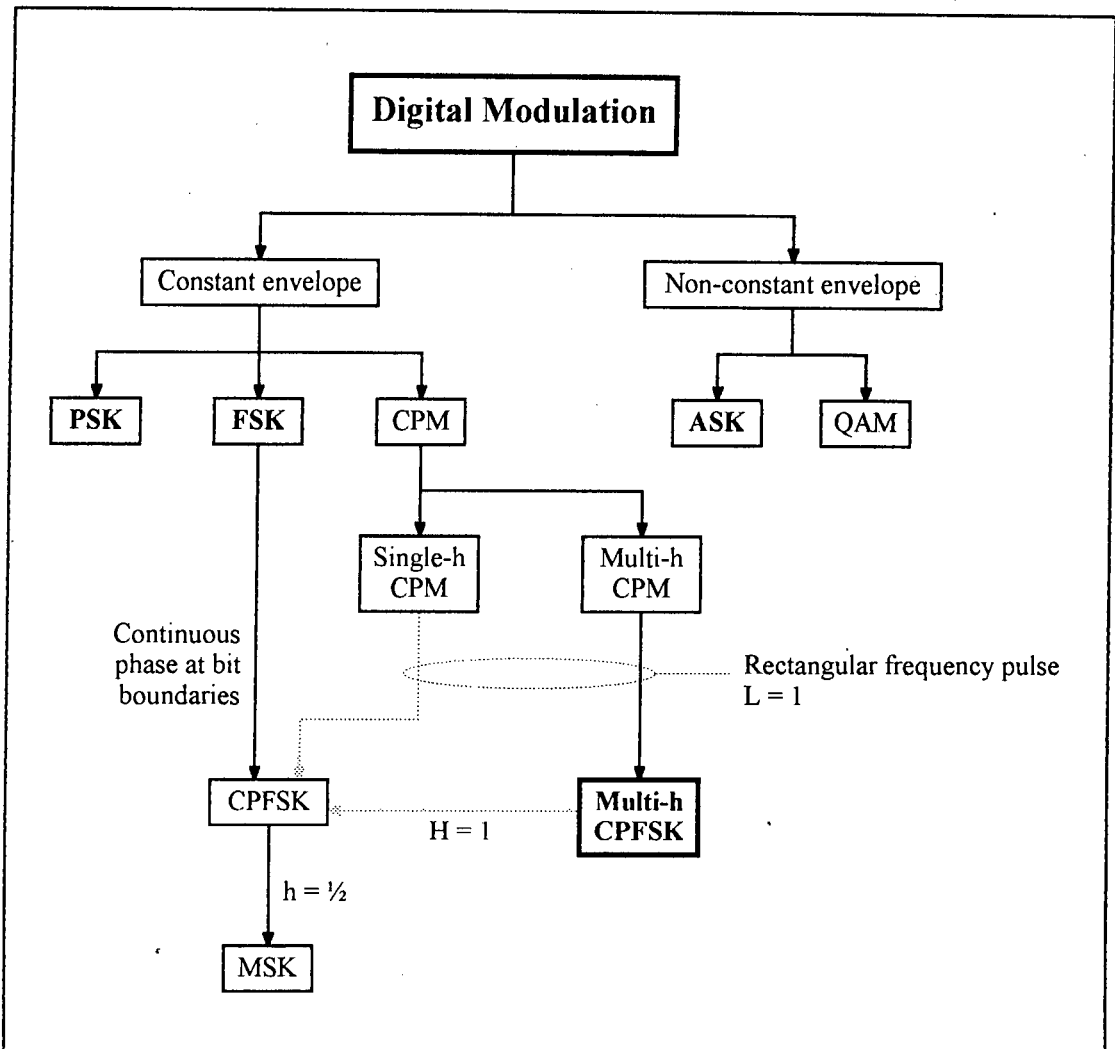 Digital Modulation
Constant envelope
Non-constant envelope
PSK
FSK
CPM
ASK
QAM
Single-h
CPM
Multi-h
CPM
Continuous
phase at bit
boundaries
Rectangular frequency pulse
L = 1
CPFSK
H = 1
Multi-h
CPFSK
h = ½
MSK